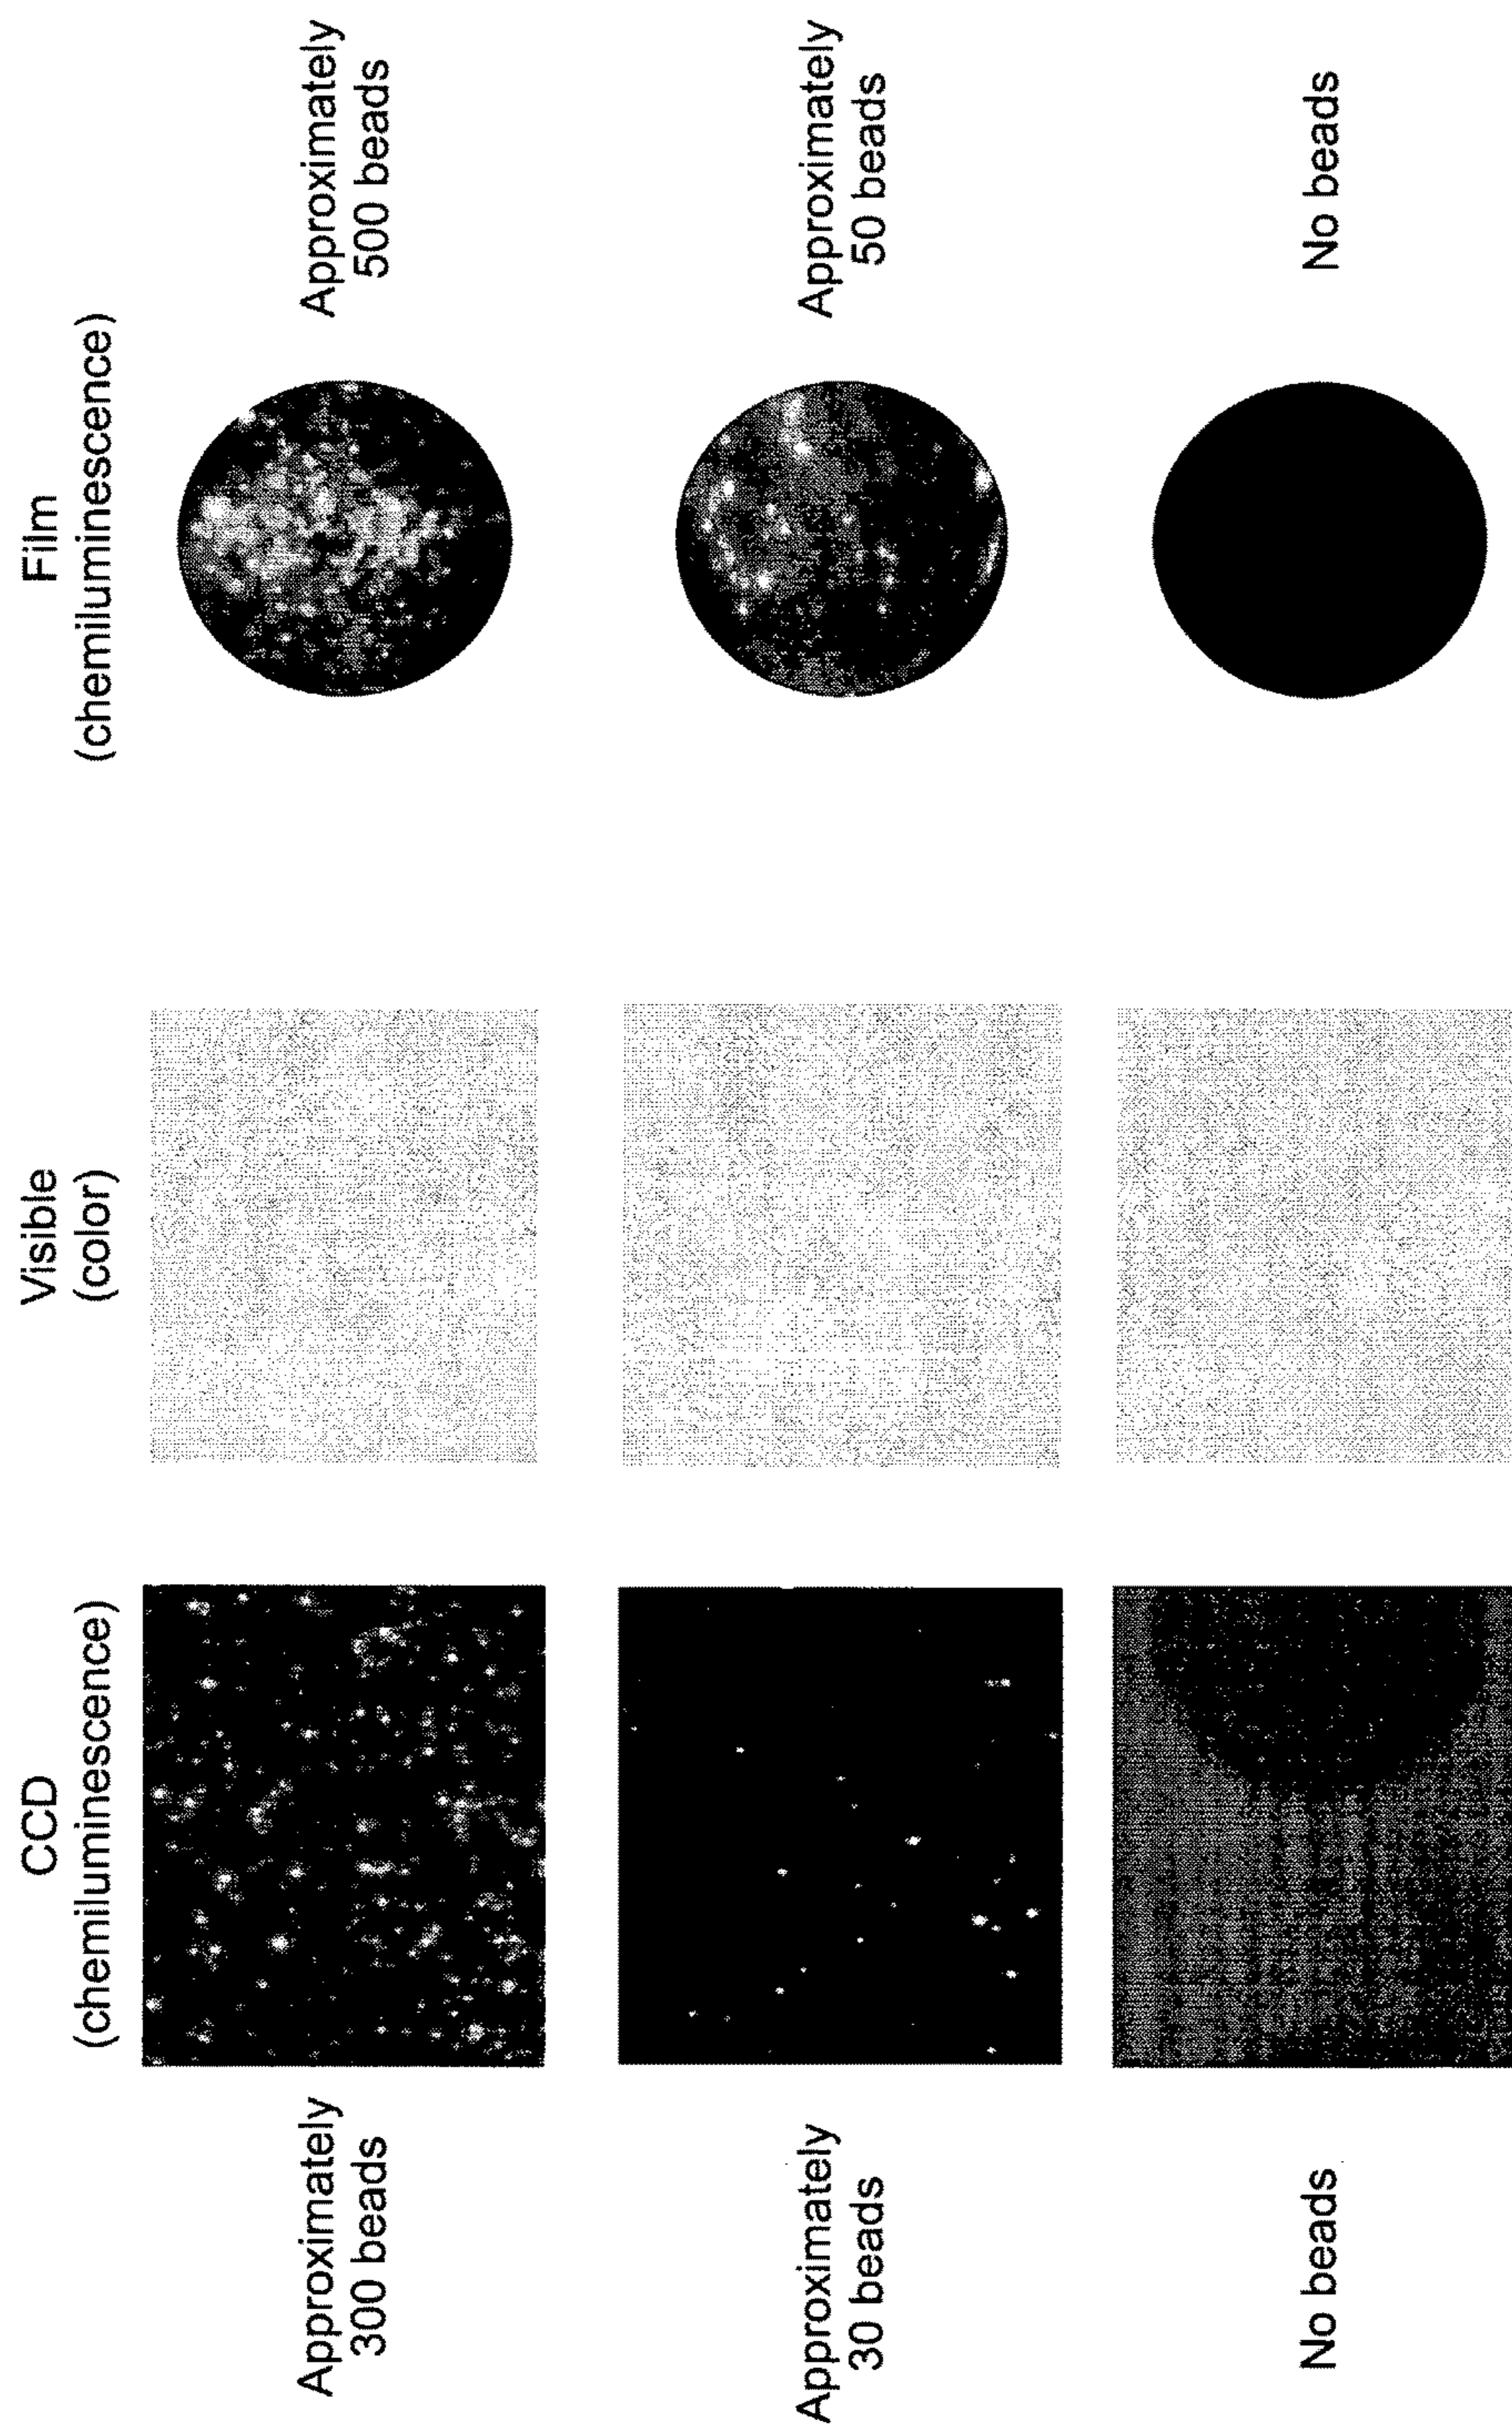 CCD
(chemiluminescence)
Visible
(color)
Film
(chemiluminescence)
Approximately
300 beads
Approximately
500 beads
Approximately
30 beads
Approximately
50 beads
No beads
No beads